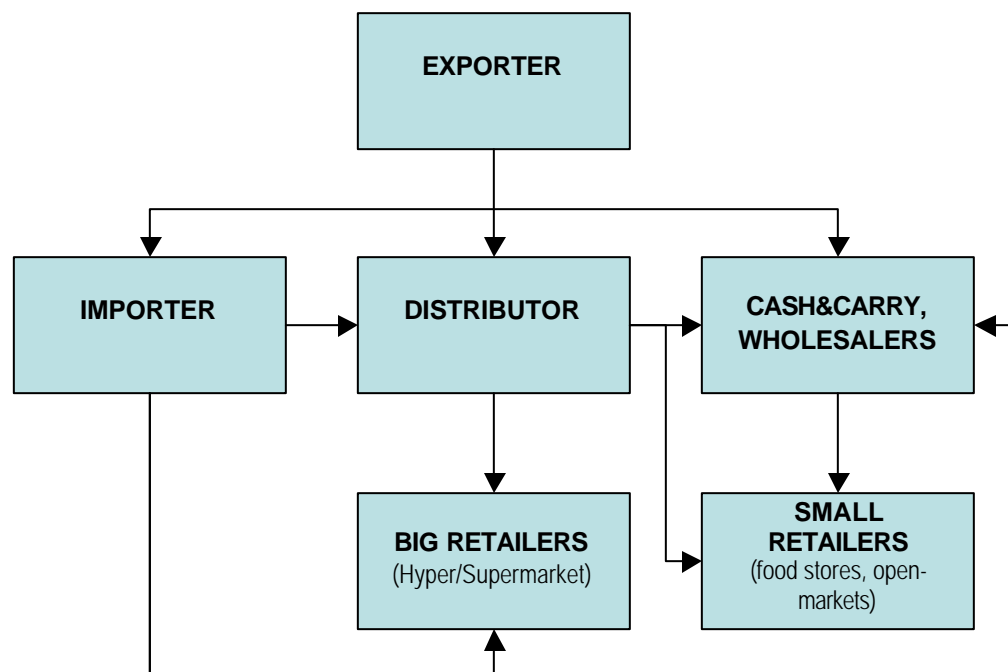 EXPORTER
IMPORTER
DISTRIBUTOR
CASH&CARRY,
WHOLESALERS
BIG RETAILERS
(Hyper/Supermarket)
SMALL
RETAILERS
(food stores, open-
markets)